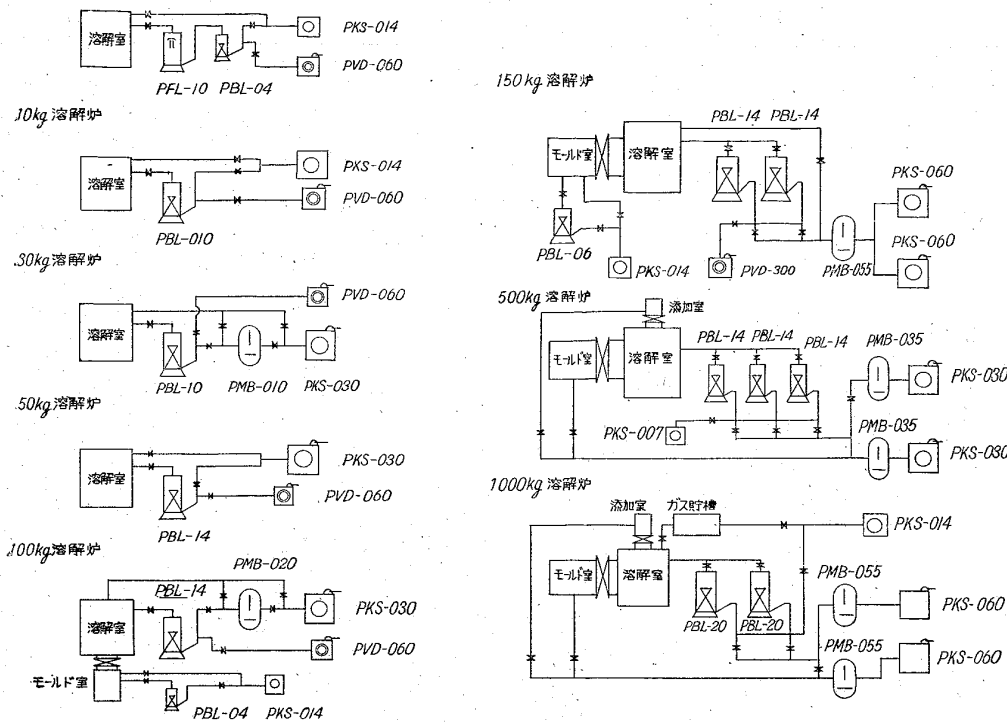 溶解室
PKS-014
PVD-060
PFL-10 PBL-04
10kg 溶解炉
溶解室
PKS-014
PVD-060
PBL-010
30kg 溶解炉
PVD-060
溶解室
PBL-10 PMB-010 PKS-030
50kg 溶解炉
溶解室
PKS-030
PVD-060
PBL-14
100kg 溶解炉
PMB-020
PBL-14
PKS-030
溶解室
PVD-060
モールド室
PBL-04 PKS-014
150kg 溶解炉
PBL-14 PBL-14
モールド室
溶解室
PKS-060
PKS-060
PBL-06
PKS-014
PVD-300
PMB-055
500kg 溶解炉
添加室
PBL-14 PBL-14 PBL-14
PMB-035
モールド室
溶解室
PKS-030
PKS-007
PMB-035
PKS-030
1000kg 溶解炉
添加室 ガス貯槽
PKS-014
モールド室
溶解室
PMB-055
PKS-060
PBL-20 PBL-20
PMB-055
PKS-060